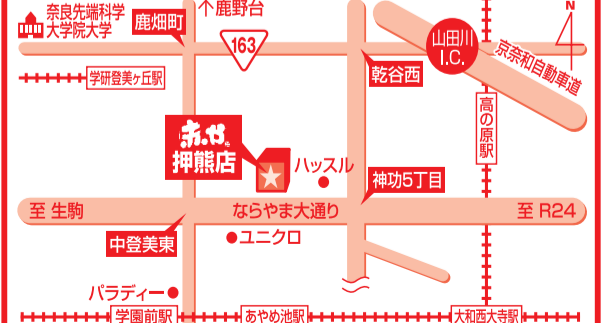 奈良先端科学
大学院大学
鹿畑町
鹿野台
163
山田川
I.C.
N
京奈和自動車道
乾谷西
学研登美ヶ丘駅
高の原駅
押熊店
ハッスル
神功5丁目
至 生駒
ならやま大通り
至 R24
中登美東
ユニクロ
パラディー
学園前駅
あやめ池駅
大和西大寺駅